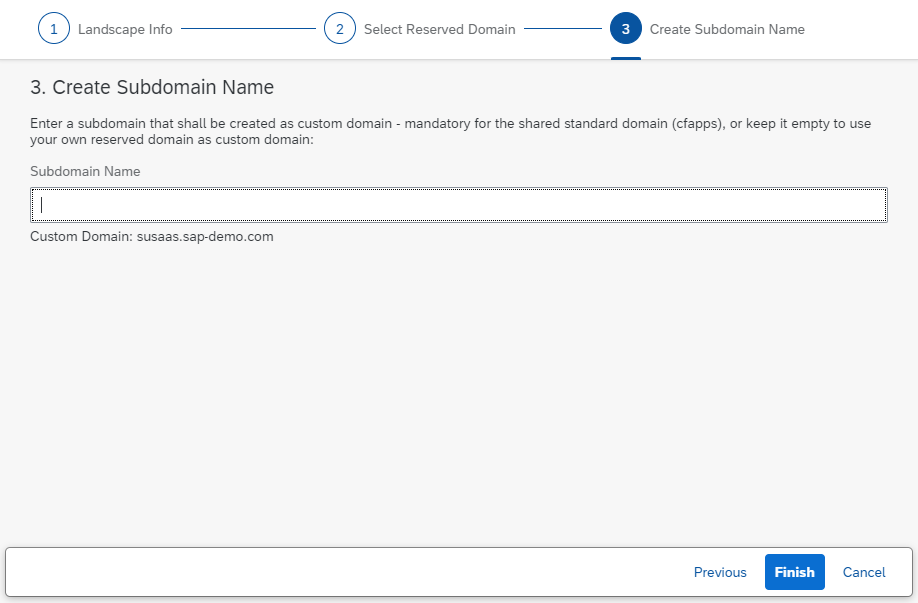 1 Landscape Info 2 Select Reserved Domain 3 Create Subdomain Name
3. Create Subdomain Name
Enter a subdomain that shall be created as custom domain - mandatory for the shared standard domain (cfapps), or keep it empty to use
your own reserved domain as custom domain:
Subdomain Name
Custom Domain: susaas.sap-demo.com
Previous Finish Cancel